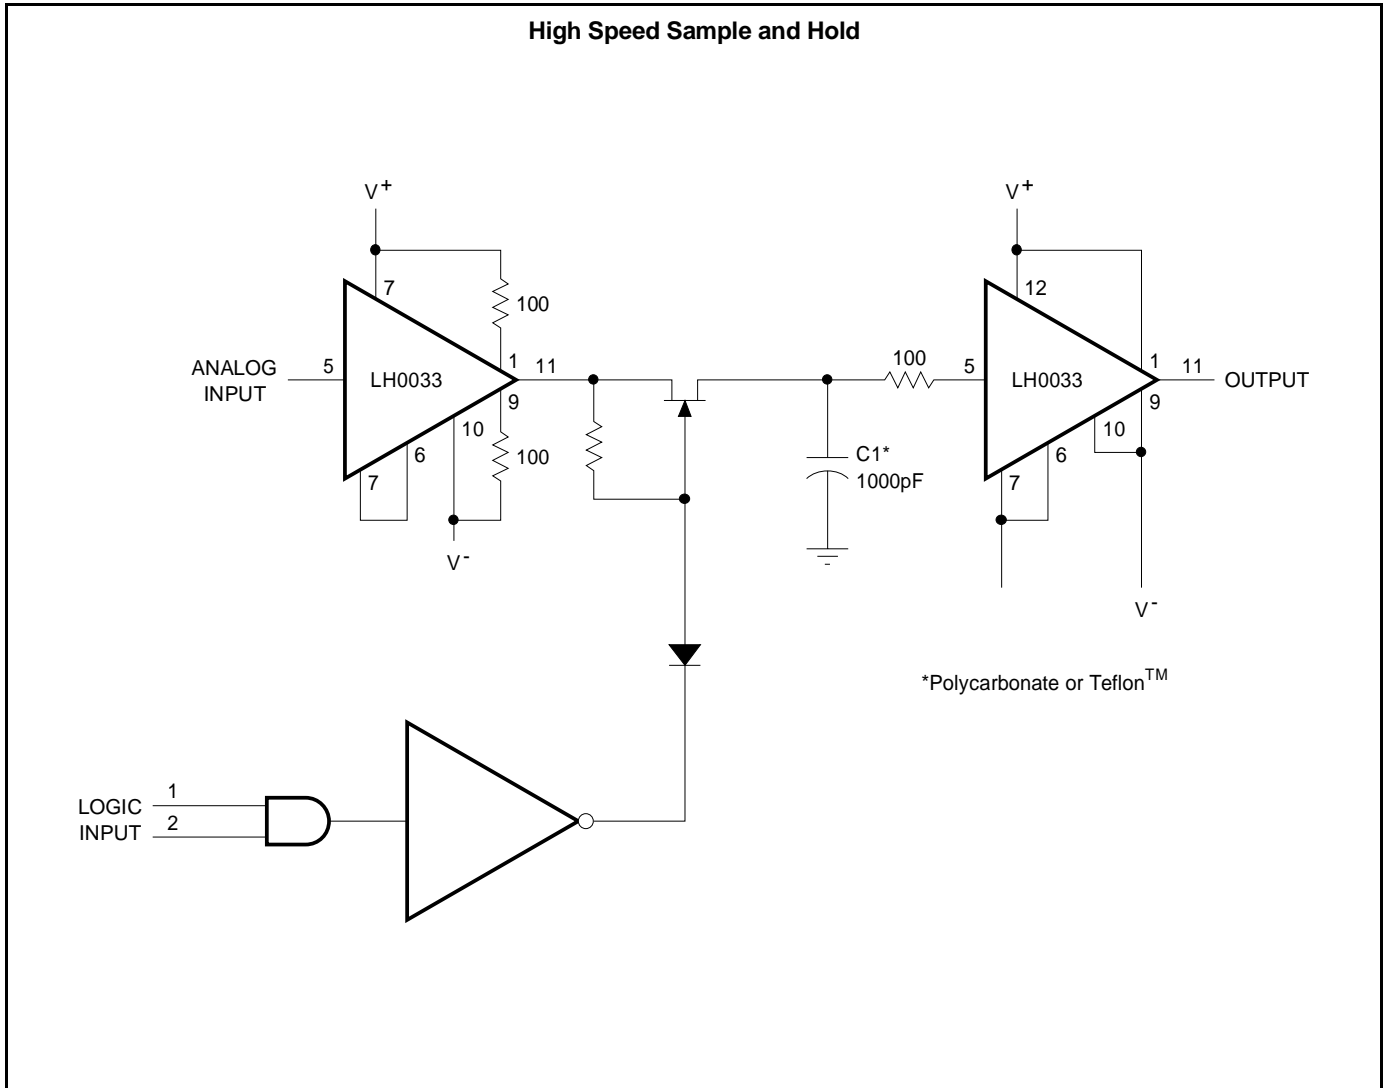 High Speed Sample and Hold
V+
V+
7
12
100
ANALOG
INPUT
5
LH0033
1
11
9
10
6
7
100
V-
100
5
LH0033
1
11
OUTPUT
9
10
6
7
C1*
1000pF
V-
*Polycarbonate or Teflon™
LOGIC
INPUT
1
2